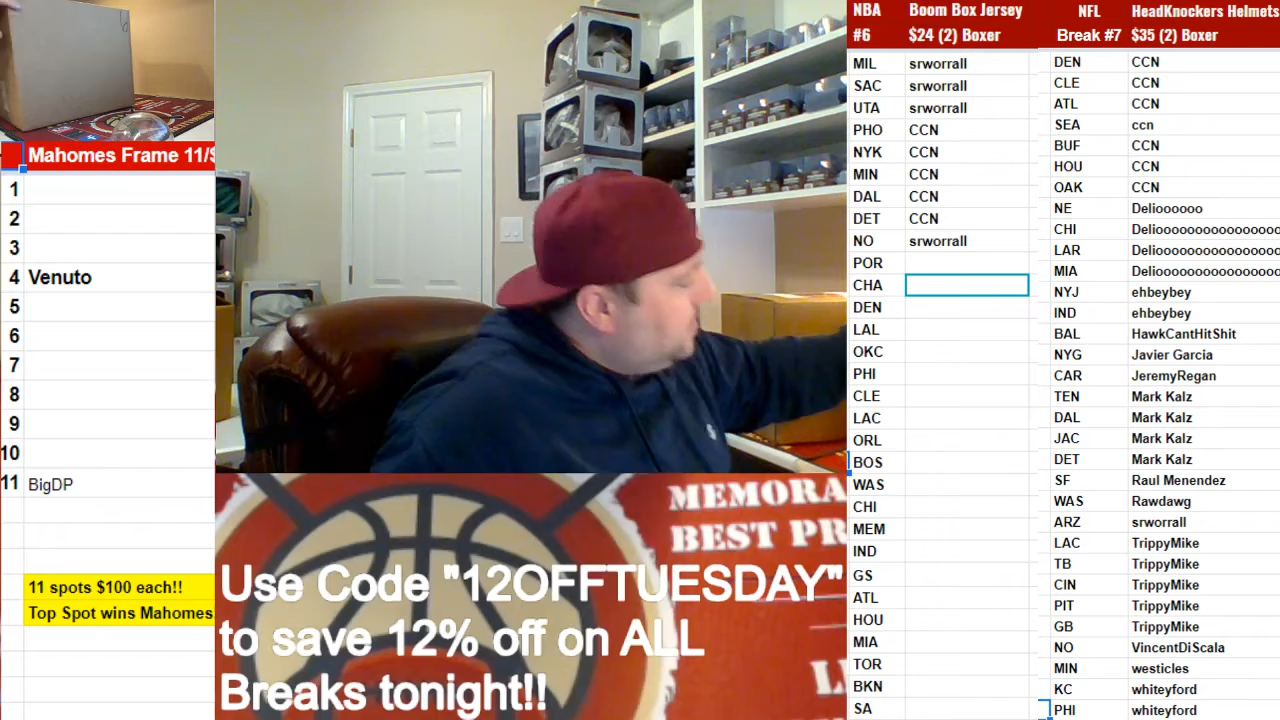 Mahomes Frame 11/
1
2
3
4 Venuto
5
6
7
8
9
10
11 BigDP
11 spots $100 each!!
Top Spot wins Mahomes
MEMORA
BEST PR
Use Code "12OFFTUESDAY"
to save 12% off on ALL
Breaks tonight!!
NBA Boom Box Jersey
#6 $24 (2) Boxer
MIL srworrall
SAC srworrall
UTA srworrall
PHO CCN
NYK CCN
MIN CCN
DAL CCN
DET CCN
NO srworrall
POR
CHA
DEN
LAL
OKC
PHI
CLE
LAC
ORL
BOS
WAS
CHI
MEM
IND
GS
ATL
HOU
MIA
TOR
BKN
SA
NFL HeadKnockers Helmets
Break #7 $35 (2) Boxer
DEN CCN
CLE CCN
ATL CCN
SEA ccn
BUF CCN
HOU CCN
OAK CCN
NE Delioooooo
CHI Deliooooooooooooooooo
LAR Deliooooooooooooooooo
MIA Deliooooooooooooooooo
NYJ ehbeybey
IND ehbeybey
BAL HawkCantHitShit
NYG Javier Garcia
CAR JeremyRegan
TEN Mark Kalz
DAL Mark Kalz
JAC Mark Kalz
DET Mark Kalz
SF Raul Menendez
WAS Rawdawg
ARZ srworrall
LAC TrippyMike
TB TrippyMike
CIN TrippyMike
PIT TrippyMike
GB TrippyMike
NO VincentDiScala
MIN westicles
KC whiteyford
PHI whiteyford